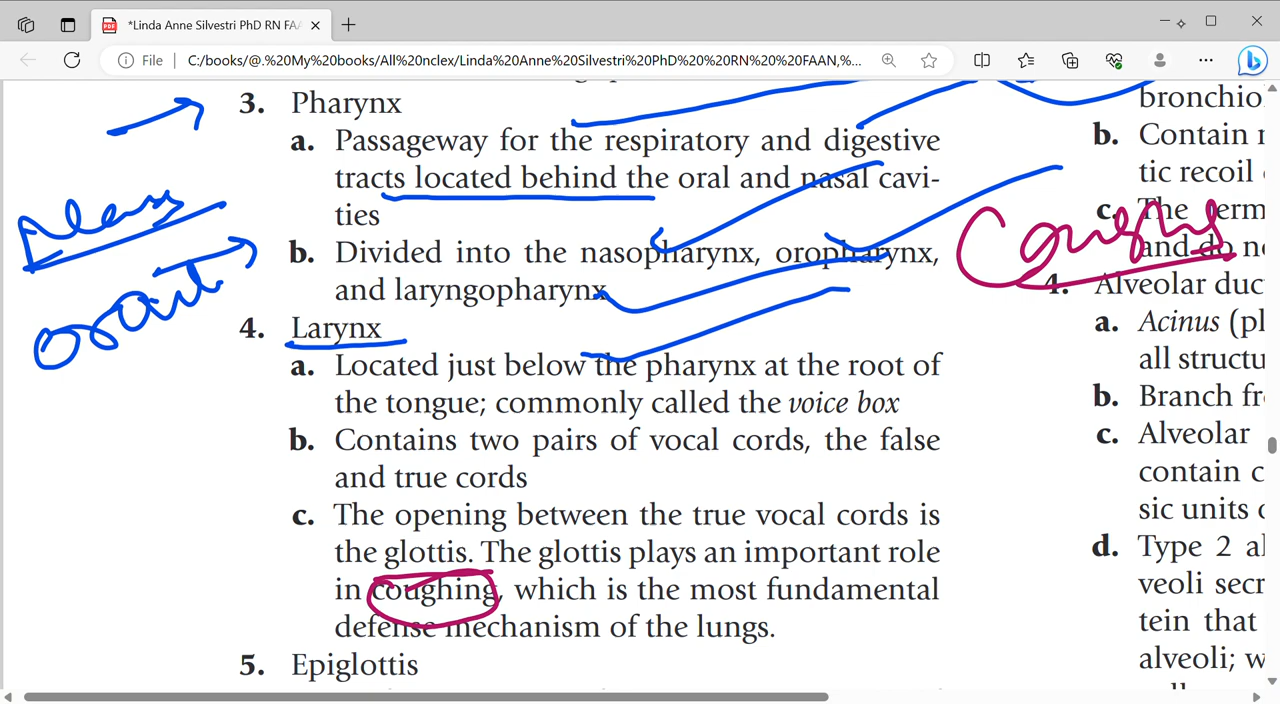 *Linda Anne Silvestri PhD RN FAA
File
C:/books/@.%20My%20books/All%20nclex/Linda%20Anne%20Silvestri%20PhD%20RN%20FAAN,%...
3. Pharynx
a. Passageway for the respiratory and digestive
tracts located behind the oral and nasal cavi-
ties
b. Divided into the nasopharynx, oropharynx,
and laryngopharynx
4. Larynx
a. Located just below the pharynx at the root of
the tongue; commonly called the voice box
b. Contains two pairs of vocal cords, the false
and true cords
c. The opening between the true vocal cords is
the glottis. The glottis plays an important role
in coughing, which is the most fundamental
defense mechanism of the lungs.
5. Epiglottis
bronchio
b. Contain
tic recoil
c. The term
and do no
4. Alveolar duc
a. Acinus (pl
all structu
b. Branch fr
c. Alveolar
contain c
sic units
d. Type 2 al
veoli secr
tein that
alveoli; w